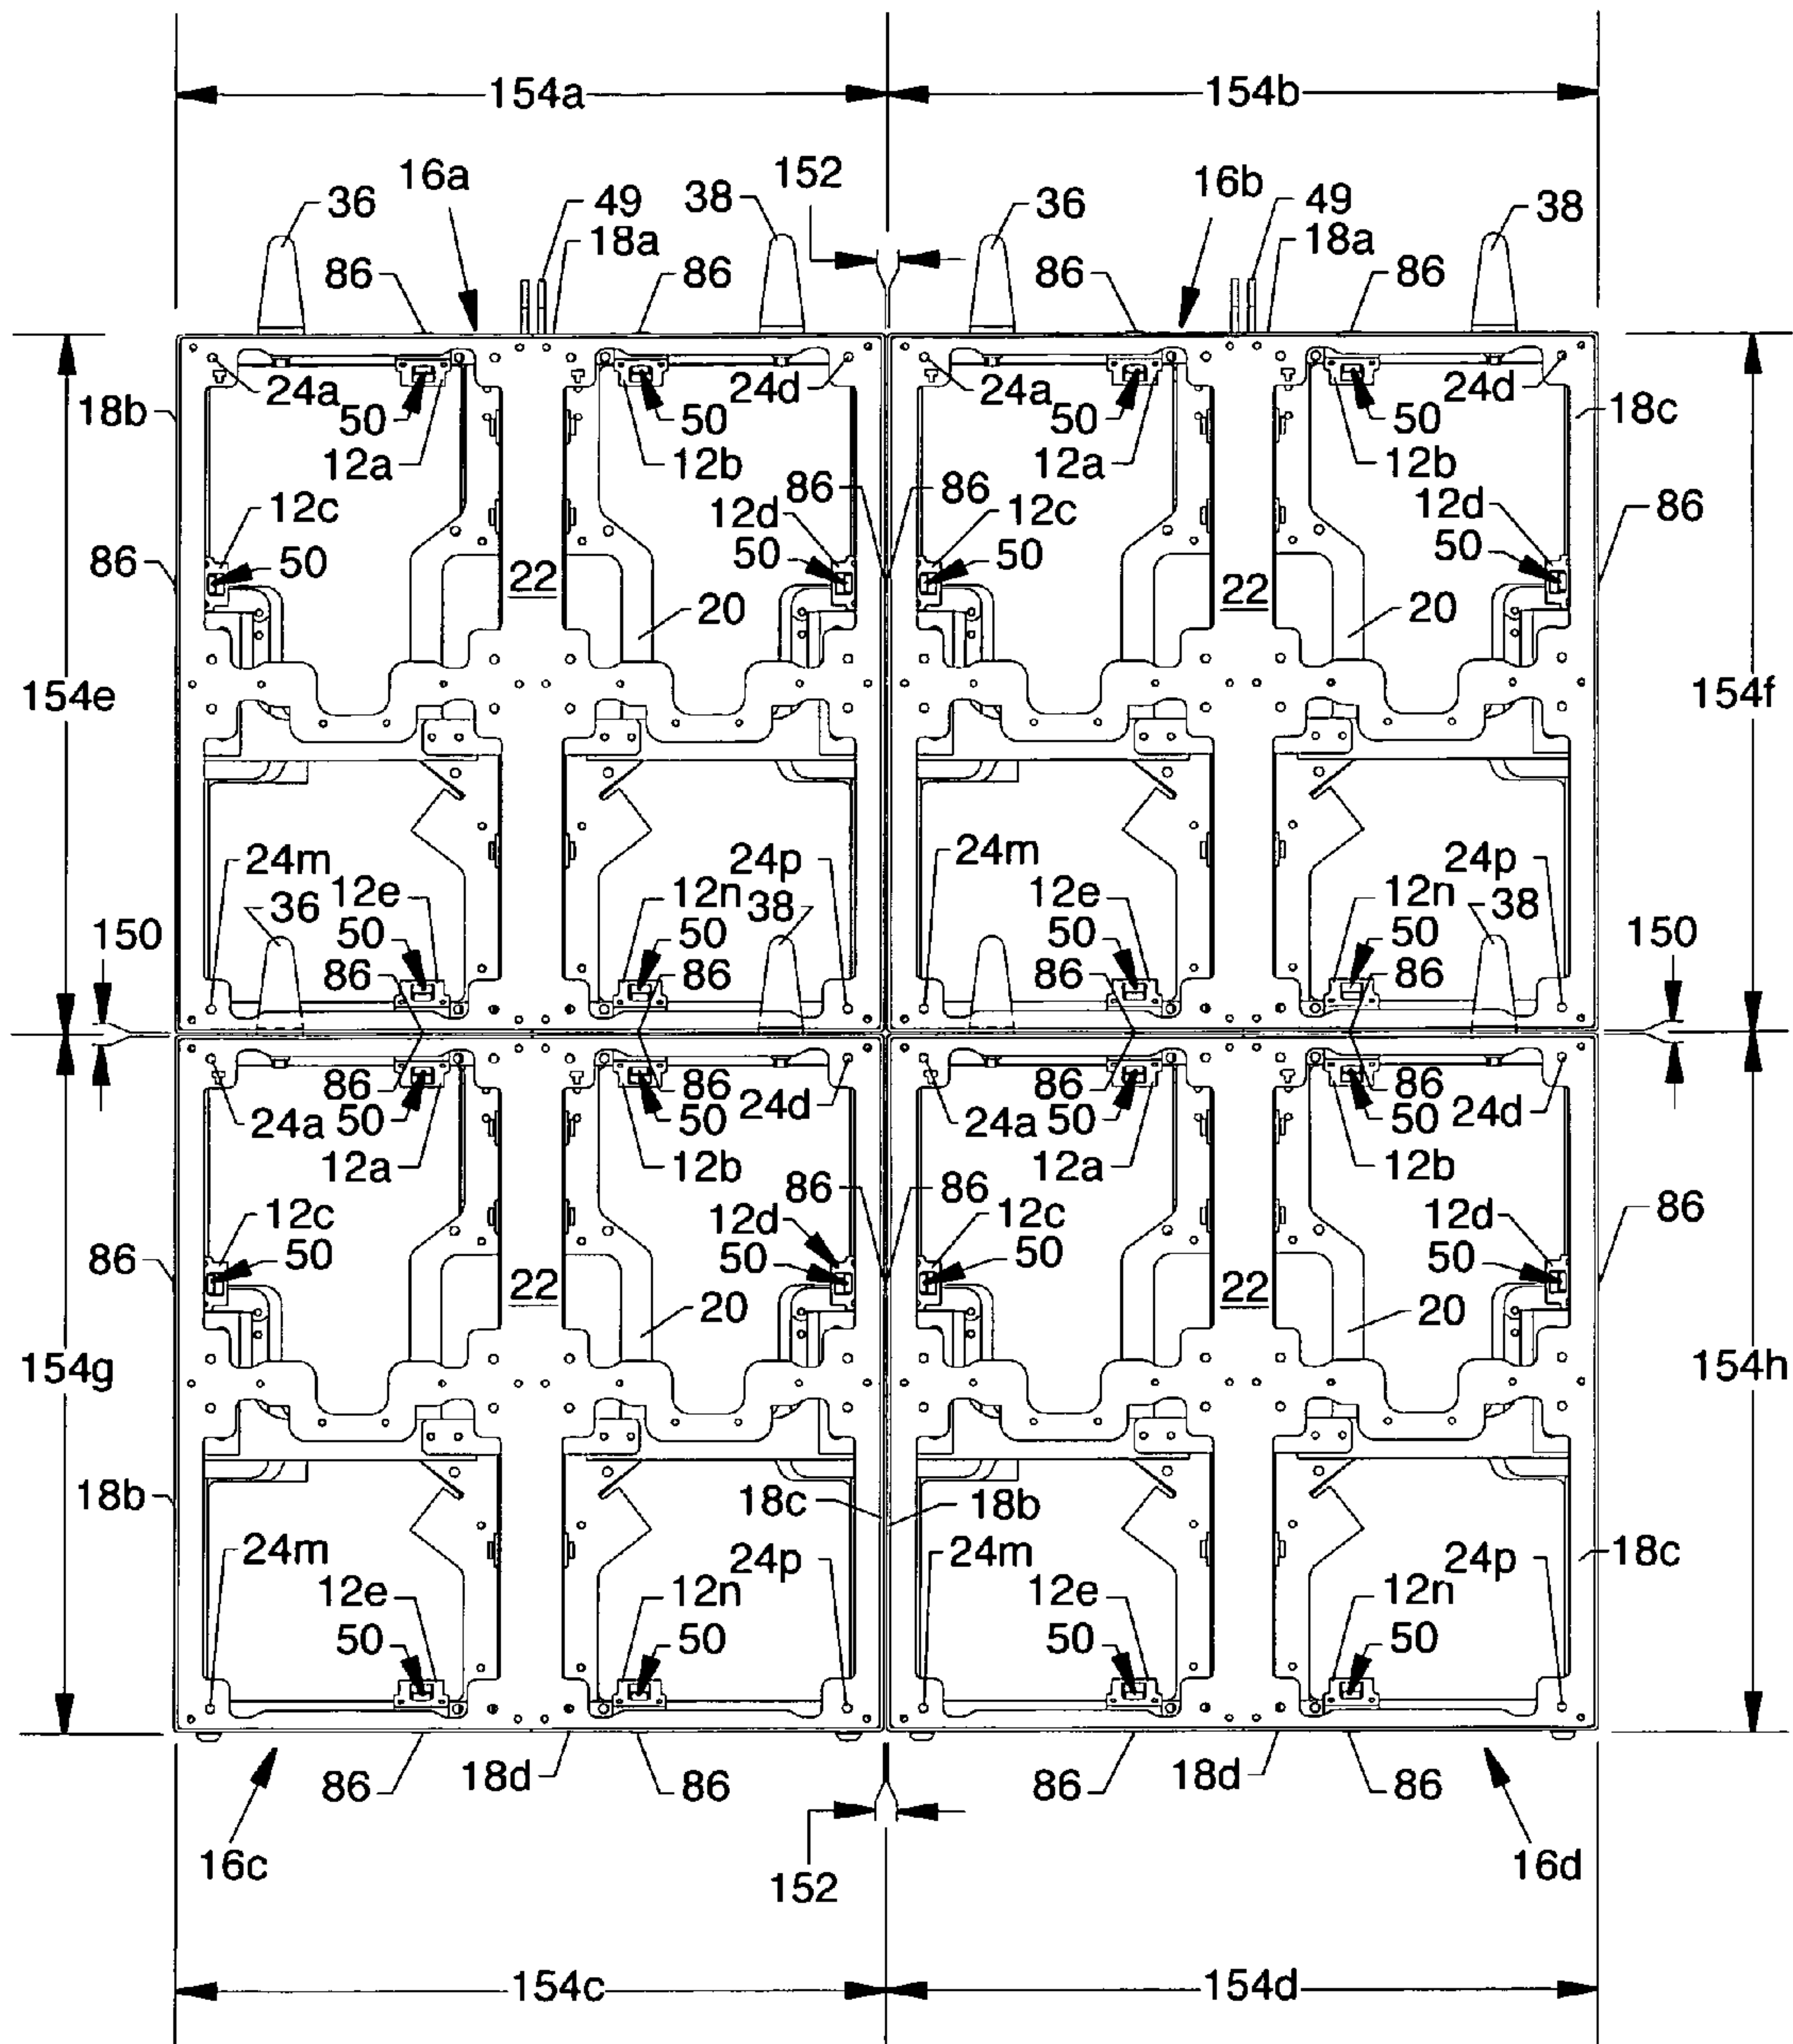 154a 154b
16a 152 16b
36 49 38 36 49 38
18a 18a
86 86 86 86
24a 24d 24a 24d
18b 50 50 50 50 18c
12a 12b 12a 12b
86 86
12c 12d 12c 12d 86
86 50 50 50 50
22 22
20 20
154e 154f
24m 24p 24m 24p
36 12e 12n 38 12e 12n 38
150 50 50 50 50 150
86 86 86 86
86 86 86 86
24a 50 50 24d 24a 50 50 24d
12a 12b 12a 12b
86 86
12c 12d 12c 12d 86
86 50 50 50 50
22 22
20 20
154g 154h
18b 18c 18b
24m 24p 24m 24p 18c
12e 12n 12e 12n
50 50 50 50
86 18d 86 86 18d 86
16c 152 16d
154c 154d